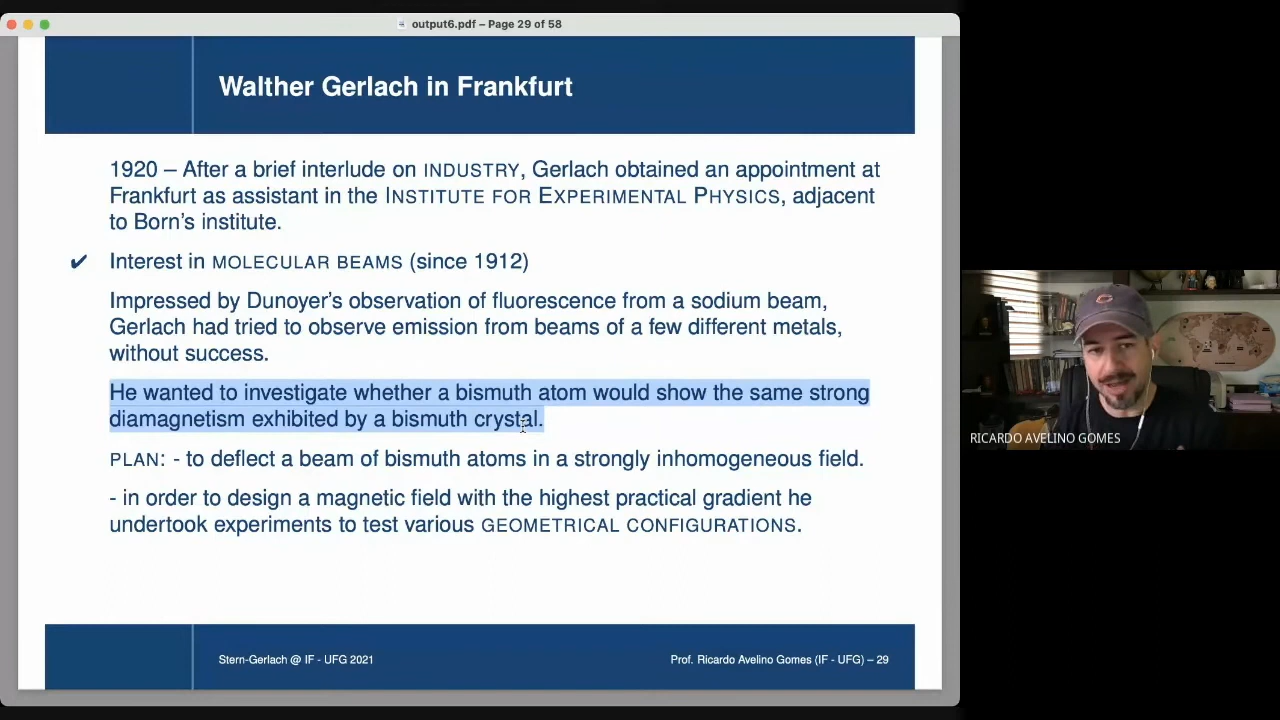 output6.pdf – Page 29 of 58
Walther Gerlach in Frankfurt
1920 – After a brief interlude on INDUSTRY, Gerlach obtained an appointment at
Frankfurt as assistant in the INSTITUTE FOR EXPERIMENTAL PHYSICS, adjacent
to Born's institute.
✔ Interest in MOLECULAR BEAMS (since 1912)
Impressed by Dunoyer's observation of fluorescence from a sodium beam,
Gerlach had tried to observe emission from beams of a few different metals,
without success.
He wanted to investigate whether a bismuth atom would show the same strong
diamagnetism exhibited by a bismuth crystal.
PLAN: - to deflect a beam of bismuth atoms in a strongly inhomogeneous field.
- in order to design a magnetic field with the highest practical gradient he
undertook experiments to test various GEOMETRICAL CONFIGURATIONS.
Stern-Gerlach @ IF - UFG 2021
Prof. Ricardo Avelino Gomes (IF - UFG) – 29
RICARDO AVELINO GOMES